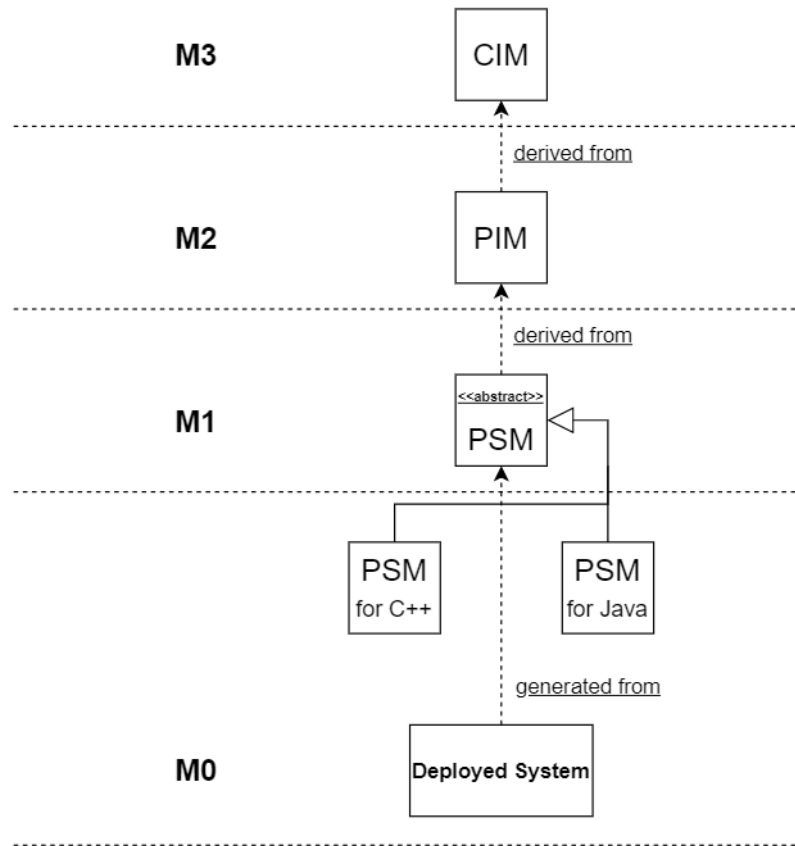 M3
CIM
derived from
M2
PIM
derived from
M1
<<abstract>>
PSM
PSM
for C++
PSM
for Java
generated from
M0
Deployed System